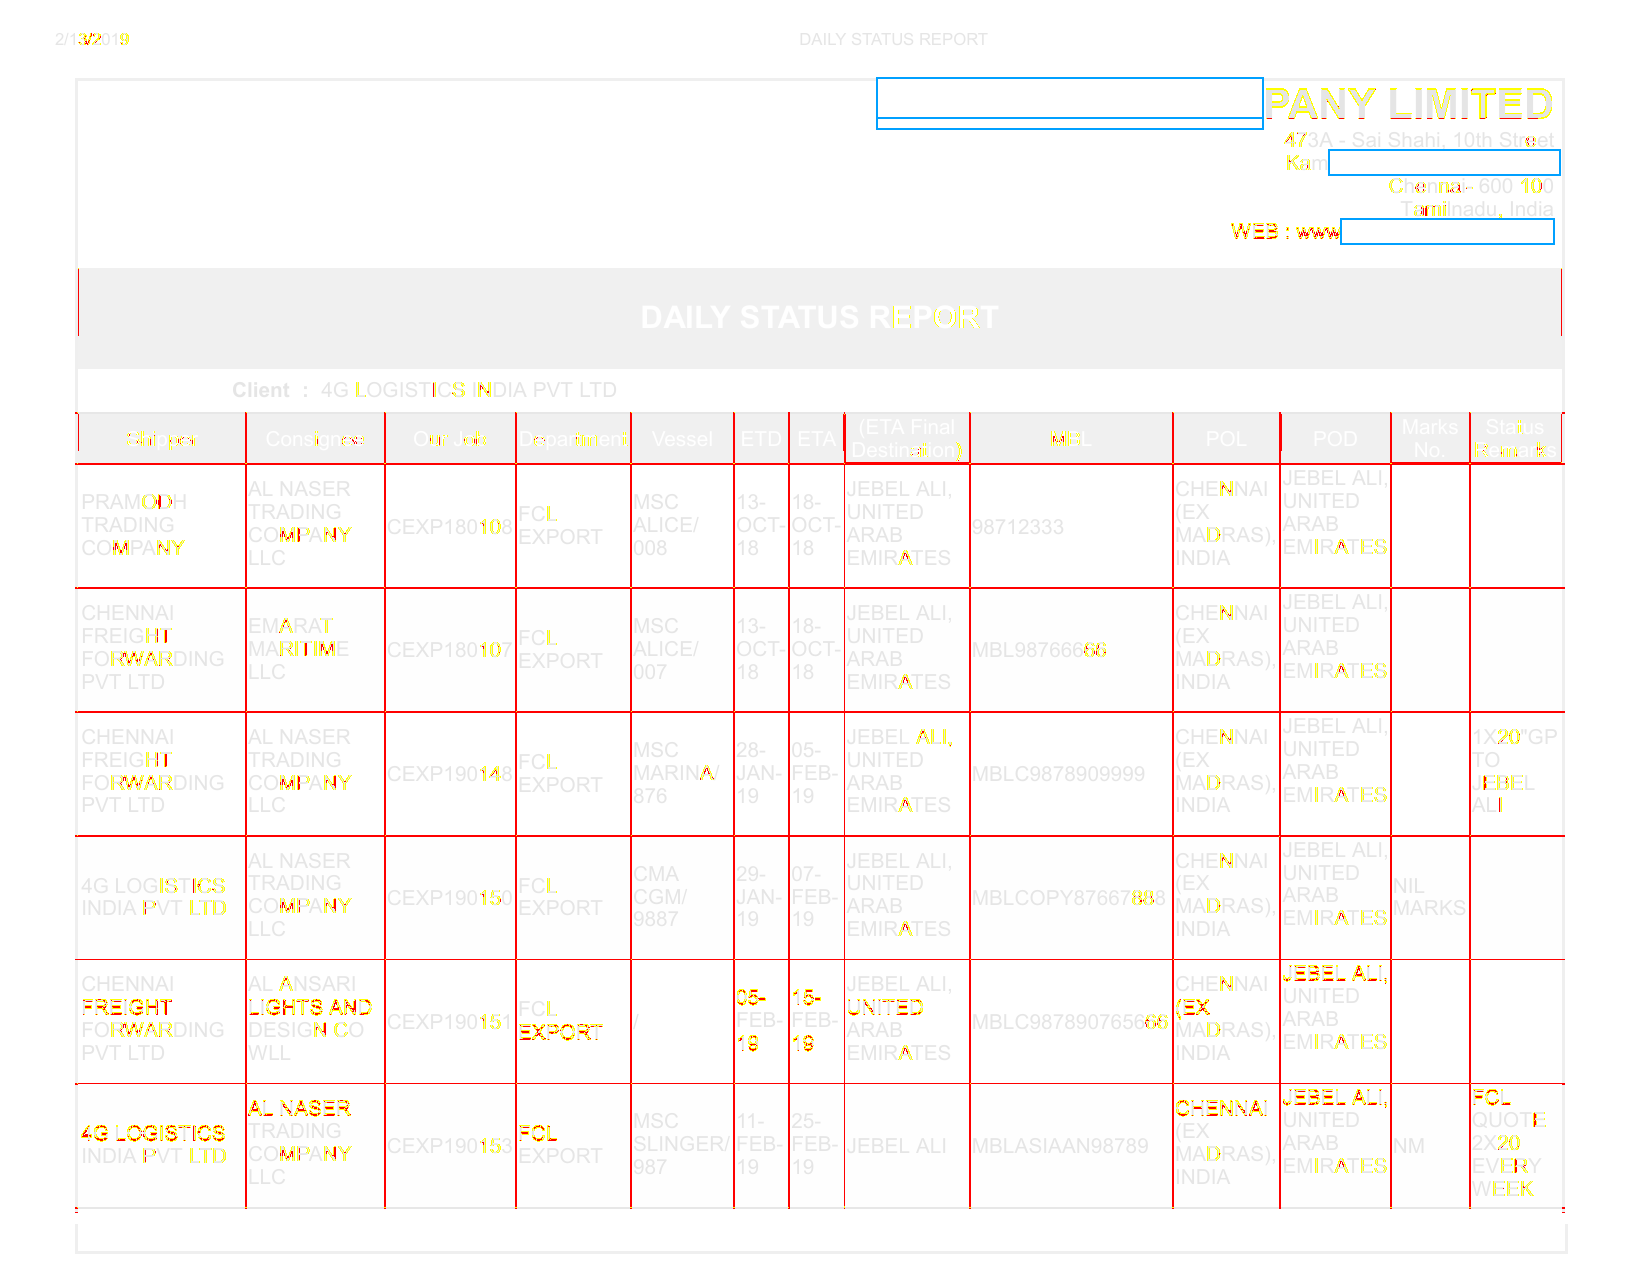 2/13/2019
DAILY STATUS REPORT
PANY LIMITED
473A - Sai Shahi, 10th Street
Kam
Chennai- 600 100
Tamilnadu, India
WEB : www
DAILY STATUS REPORT
Client : 4G LOGISTICS INDIA PVT LTD
Shipper Consignee Our Job Department Vessel ETD ETA (ETA Final Destination) MBL POL POD Marks No. Status Remarks
PRAMODH TRADING COMPANY AL NASER TRADING COMPANY LLC CEXP180108 FCL EXPORT MSC ALICE/ 008 13-OCT-18 18-OCT-18 JEBEL ALI, UNITED ARAB EMIRATES 98712333 CHENNAI (EX MADRAS), INDIA JEBEL ALI, UNITED ARAB EMIRATES
CHENNAI FREIGHT FORWARDING PVT LTD EMARAT MARITIME LLC CEXP180107 FCL EXPORT MSC ALICE/ 007 13-OCT-18 18-OCT-18 JEBEL ALI, UNITED ARAB EMIRATES MBL98766666 CHENNAI (EX MADRAS), INDIA JEBEL ALI, UNITED ARAB EMIRATES
CHENNAI FREIGHT FORWARDING PVT LTD AL NASER TRADING COMPANY LLC CEXP190148 FCL EXPORT MSC MARINA/ 876 28-JAN-19 05-FEB-19 JEBEL ALI, UNITED ARAB EMIRATES MBLC9878909999 CHENNAI (EX MADRAS), INDIA JEBEL ALI, UNITED ARAB EMIRATES 1X20"GP TO JEBEL ALI
4G LOGISTICS INDIA PVT LTD AL NASER TRADING COMPANY LLC CEXP190150 FCL EXPORT CMA CGM/ 9887 29-JAN-19 07-FEB-19 JEBEL ALI, UNITED ARAB EMIRATES MBLCOPY87667888 CHENNAI (EX MADRAS), INDIA JEBEL ALI, UNITED ARAB EMIRATES NIL MARKS
CHENNAI FREIGHT FORWARDING PVT LTD AL ANSARI LIGHTS AND DESIGN CO WLL CEXP190151 FCL EXPORT / 05-FEB-19 15-FEB-19 JEBEL ALI, UNITED ARAB EMIRATES CHENNAI (EX MADRAS), INDIA JEBEL ALI, UNITED ARAB EMIRATES
4G LOGISTICS INDIA PVT LTD AL NASER TRADING COMPANY LLC CEXP190153 FCL EXPORT MSC SLINGER/ 987 11-FEB-19 25-FEB-19 JEBEL ALI MBLASIAAN98789 CHENNAI (EX MADRAS), INDIA JEBEL ALI, UNITED ARAB EMIRATES NM FCL QUOTE 2X20 EVERY WEEK